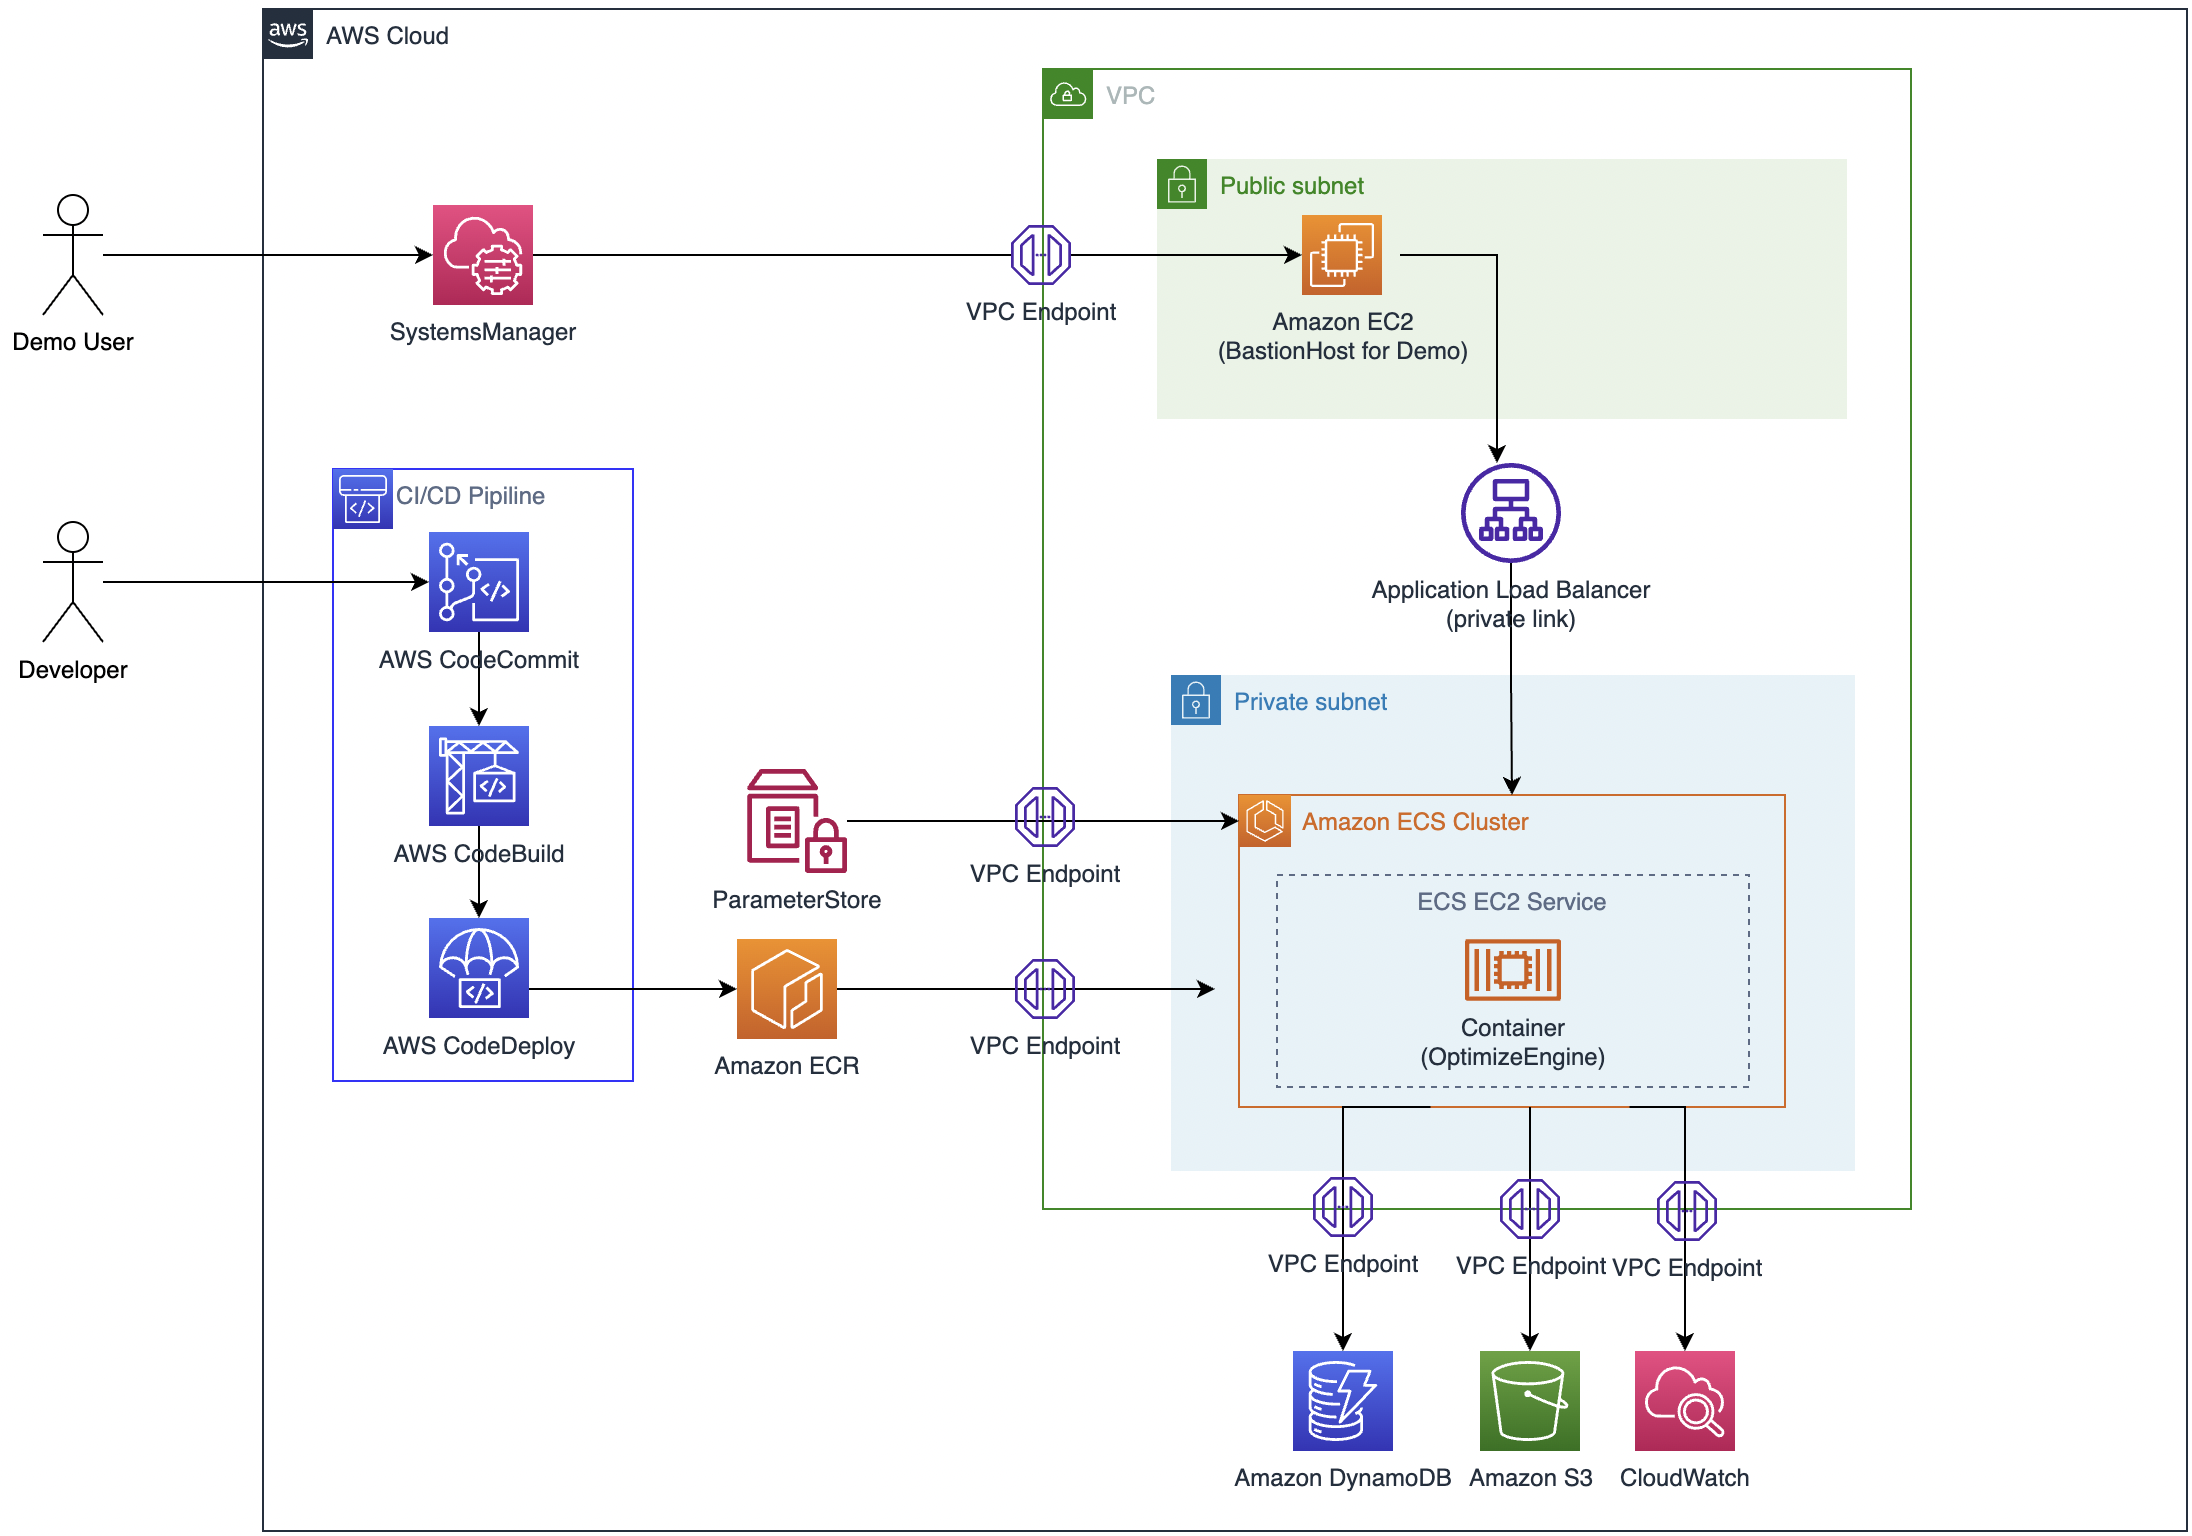 aws
AWS Cloud
VPC
Public subnet
Demo User
SystemsManager
VPC Endpoint
Amazon EC2
(BastionHost for Demo)
CI/CD Pipiline
Developer
AWS CodeCommit
Application Load Balancer
(private link)
Private subnet
AWS CodeBuild
ParameterStore
VPC Endpoint
Amazon ECS Cluster
ECS EC2 Service
Container
(OptimizeEngine)
AWS CodeDeploy
Amazon ECR
VPC Endpoint
VPC Endpoint
VPC Endpoint
VPC Endpoint
Amazon DynamoDB
Amazon S3
CloudWatch